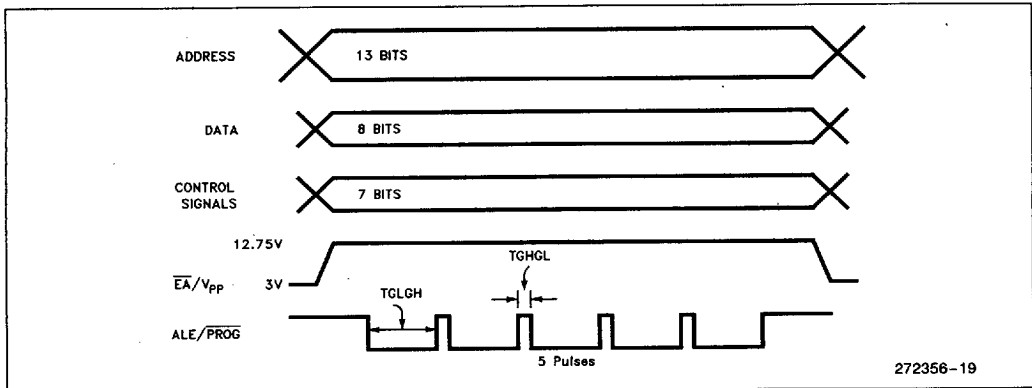 ADDRESS
13 BITS
DATA
8 BITS
CONTROL
SIGNALS
7 BITS
12.75V
TGHGL
EA/VPP
3V
TGLGH
ALE/PROG
5 Pulses
272356-19